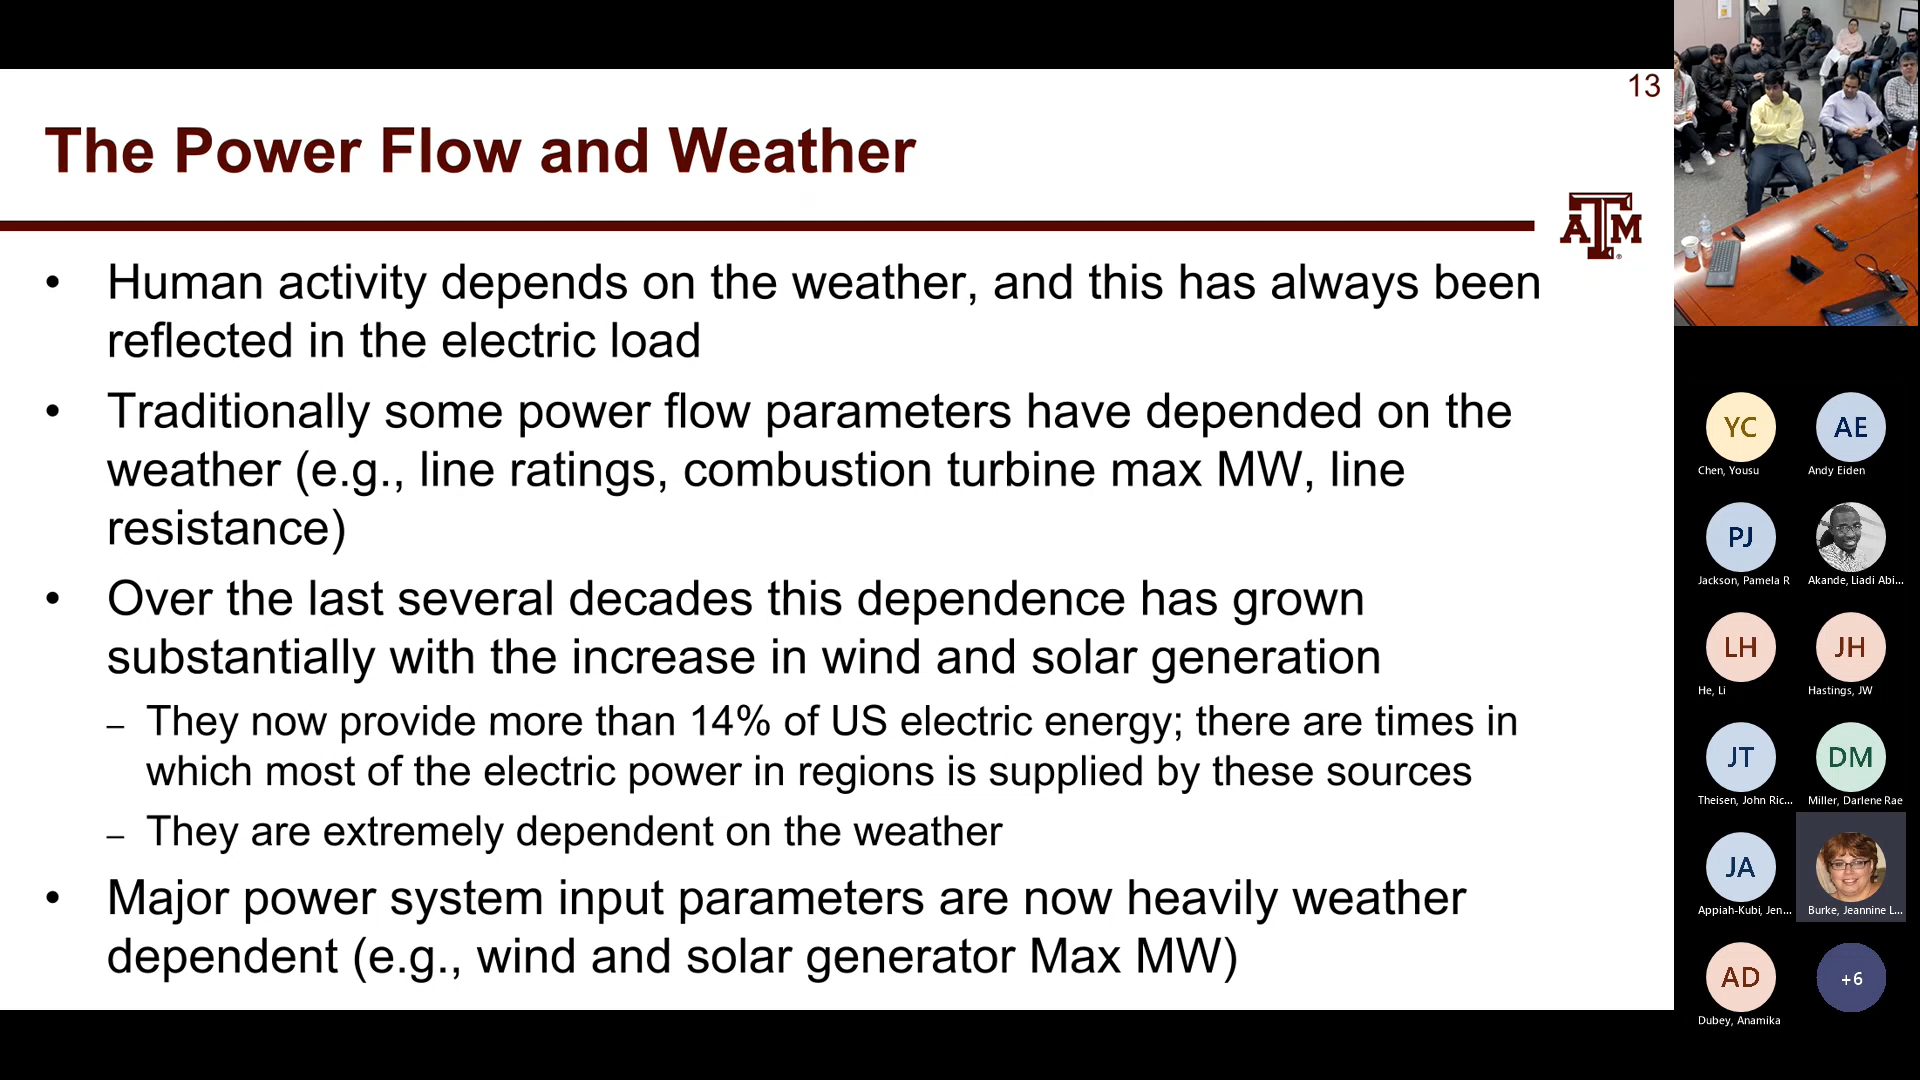 13
The Power Flow and Weather
ATM
• Human activity depends on the weather, and this has always been
reflected in the electric load
• Traditionally some power flow parameters have depended on the
weather (e.g., line ratings, combustion turbine max MW, line
resistance)
• Over the last several decades this dependence has grown
substantially with the increase in wind and solar generation
– They now provide more than 14% of US electric energy; there are times in
which most of the electric power in regions is supplied by these sources
– They are extremely dependent on the weather
• Major power system input parameters are now heavily weather
dependent (e.g., wind and solar generator Max MW)
YC
Chen, Yousu
AE
Andy Eiden
PJ
Jackson, Pamela R
Akande, Liadi Abi...
LH
He, Li
JH
Hastings, JW
JT
Theisen, John Ric...
DM
Miller, Darlene Rae
JA
Appiah-Kubi, Jen...
Burke, Jeannine L...
AD
Dubey, Anamika
+6